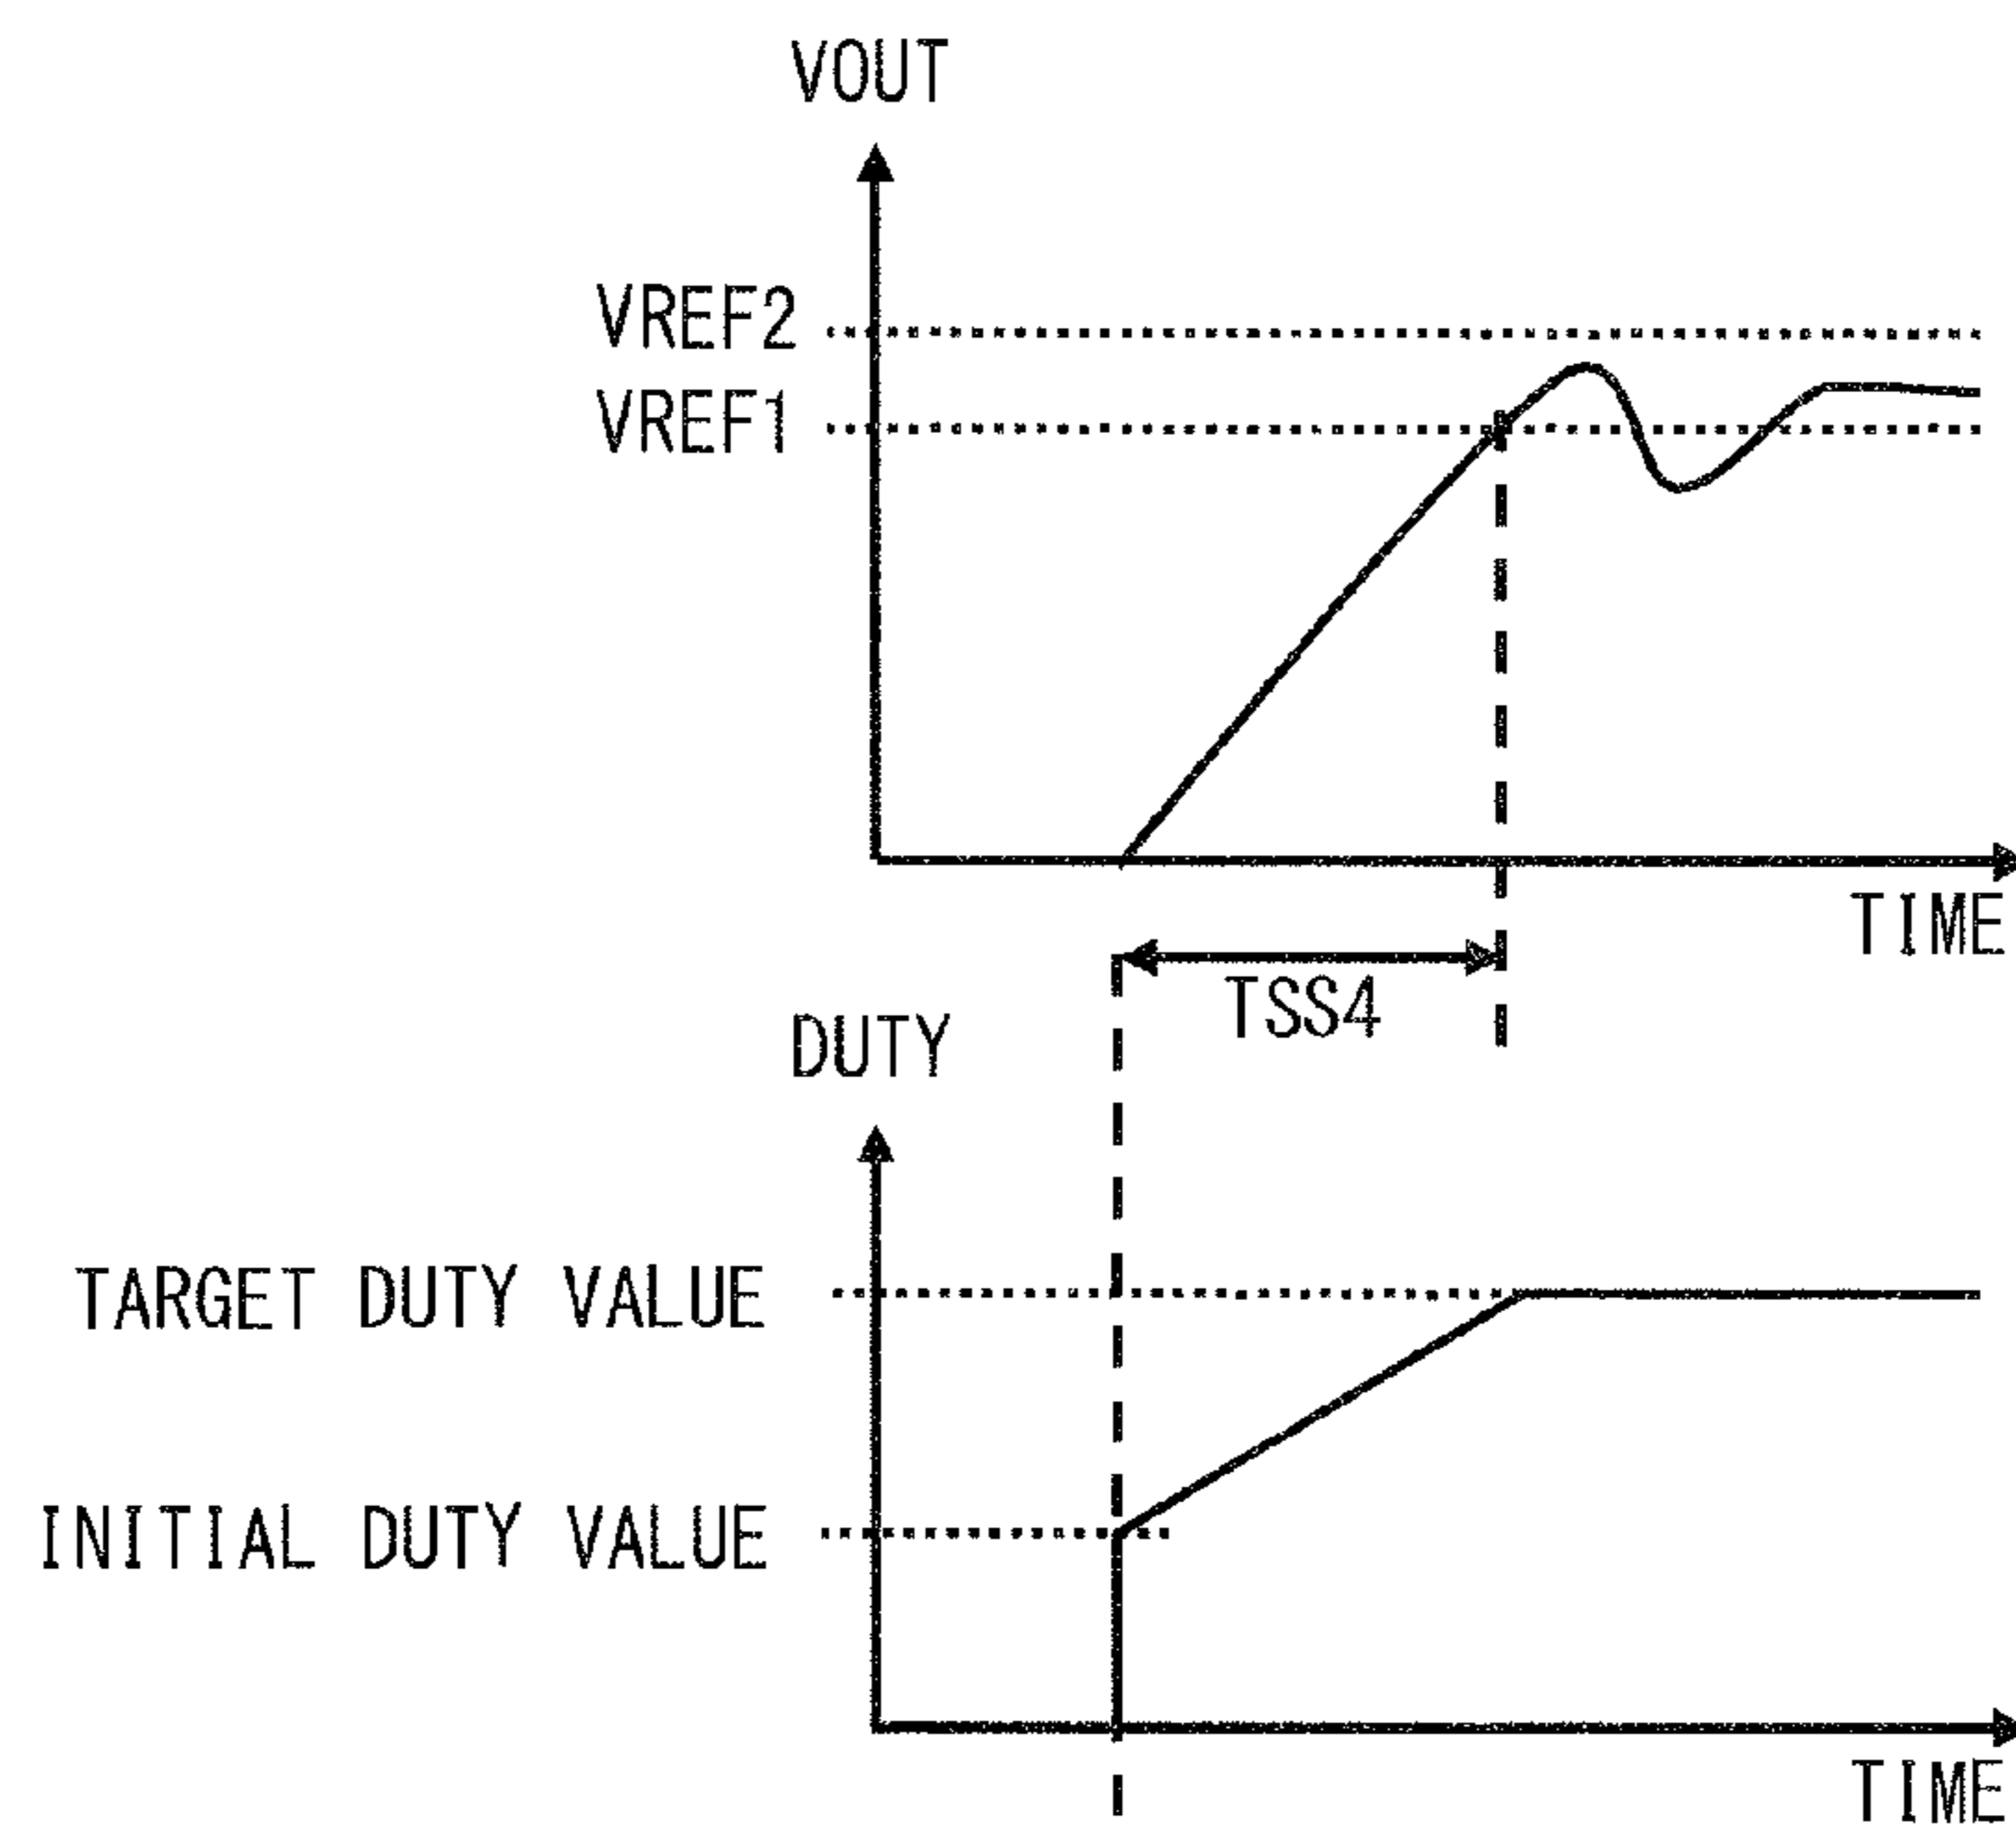 VOUT
VREF2
VREF1
TIME
TSS4
DUTY
TARGET DUTY VALUE
INITIAL DUTY VALUE
TIME